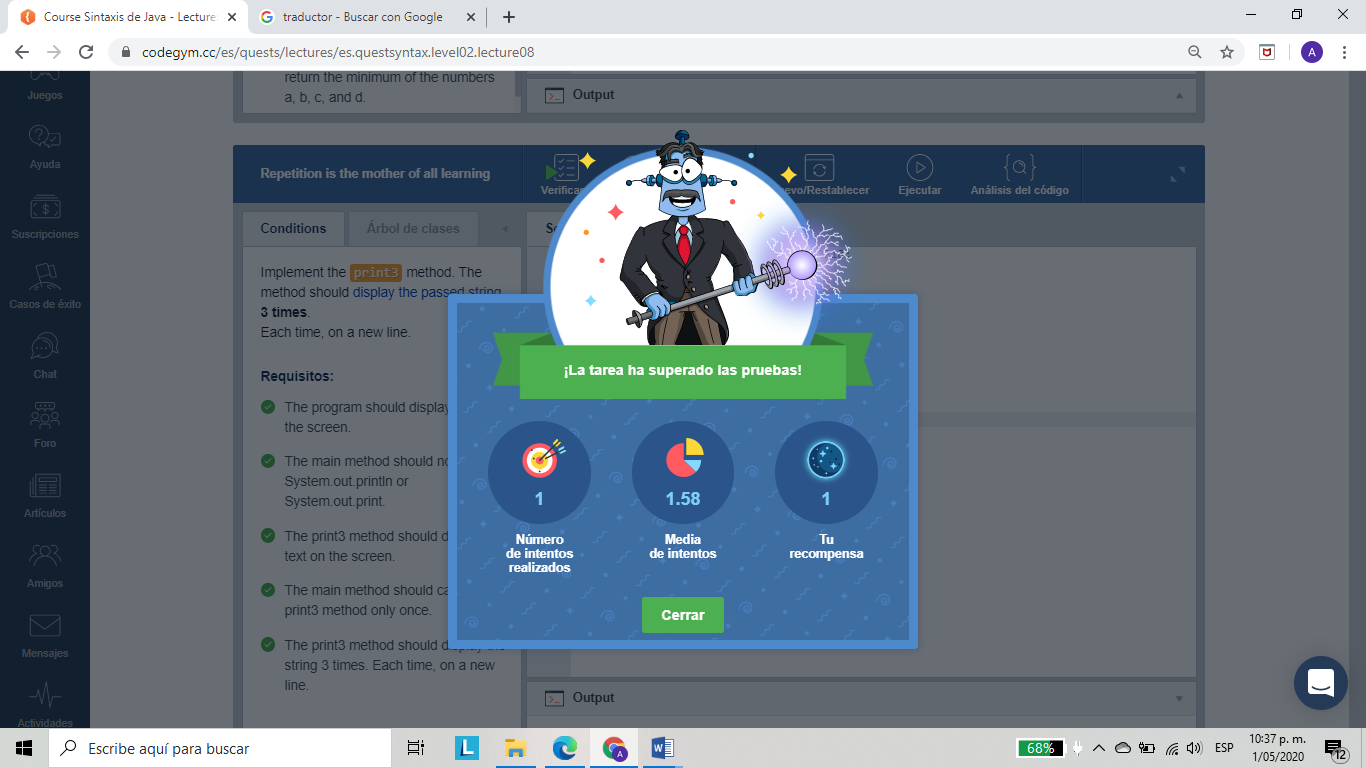 Course Sintaxis de Java - Lecture:
traductor - Buscar con Google
codegym.cc/es/quests/lectures/es.questsyntax.level02.lecture08
A
Juegos
Ayuda
Suscripciones
Casos de éxito
Chat
Foro
Artículos
Amigos
Mensajes
Actividades
return the minimum of the numbers
a, b, c, and d.
Output
Repetition is the mother of all learning
Verificar
Ejecutar
Análisis del código
Conditions
Árbol de clases
Implement the print3 method. The
method should display the passed string
3 times.
Each time, on a new line.
Requisitos:
The program should display
the screen.
The main method should
System.out.println or
System.out.print.
The print3 method should
text on the screen.
The main method should
print3 method only once.
The print3 method should display the
string 3 times. Each time, on a new
line.
¡La tarea ha superado las pruebas!
1
Número
de intentos
realizados
1.58
Media
de intentos
1
Tu
recompensa
Cerrar
Output
Escribe aquí para buscar
L
A
68%
ESP
10:37 p. m.
1/05/2020
12